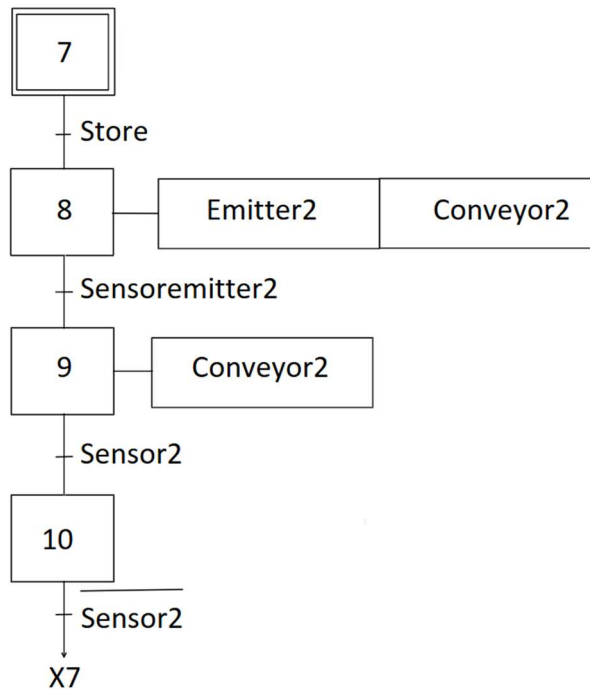 7
Store
8 Emitter2 Conveyor2
Sensoremitter2
9 Conveyor2
Sensor2
10
Sensor2
X7